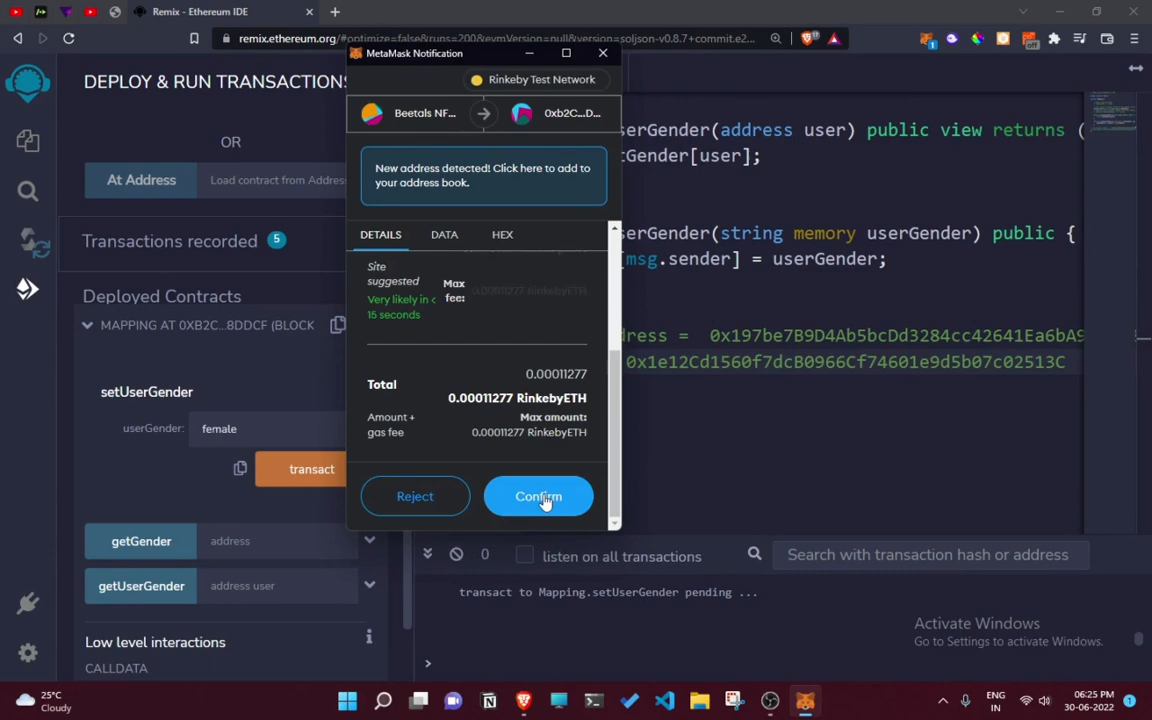 Remix - Ethereum IDE
remix.ethereum.org/#optimize=false&runs=200&evmVersion=null&version=soljson-v0.8.7+commit.e2...
DEPLOY & RUN TRANSACTIONS
OR
At Address
Load contract from Address
Transactions recorded 5
Deployed Contracts
MAPPING AT 0XB2C...8DDCF (BLOCK
setUserGender
userGender:
female
transact
getGender
address
getUserGender
address user
Low level interactions
CALLDATA
MetaMask Notification
Rinkeby Test Network
Beetals NF...
0xb2C...D...
New address detected! Click here to add to
your address book.
DETAILS
DATA
HEX
Site
suggested
Very likely in <
15 seconds
Max
fee:
0.00011277 RinkebyETH
0.00011277
Total
0.00011277 RinkebyETH
Amount +
gas fee
Max amount:
0.00011277 RinkebyETH
Reject
Confirm
serGender(address user) public view returns (
tGender[user];
serGender(string memory userGender) public {
[msg.sender] = userGender;
dress = 0x197be7B9D4Ab5bcDd3284cc42641Ea6bA9
0x1e12Cd1560f7dcB0966Cf74601e9d5b07c02513C
0
listen on all transactions
Search with transaction hash or address
transact to Mapping.setUserGender pending ...
Activate Windows
Go to Settings to activate Windows.
25°C
Cloudy
ENG
IN
06:25 PM
30-06-2022
1